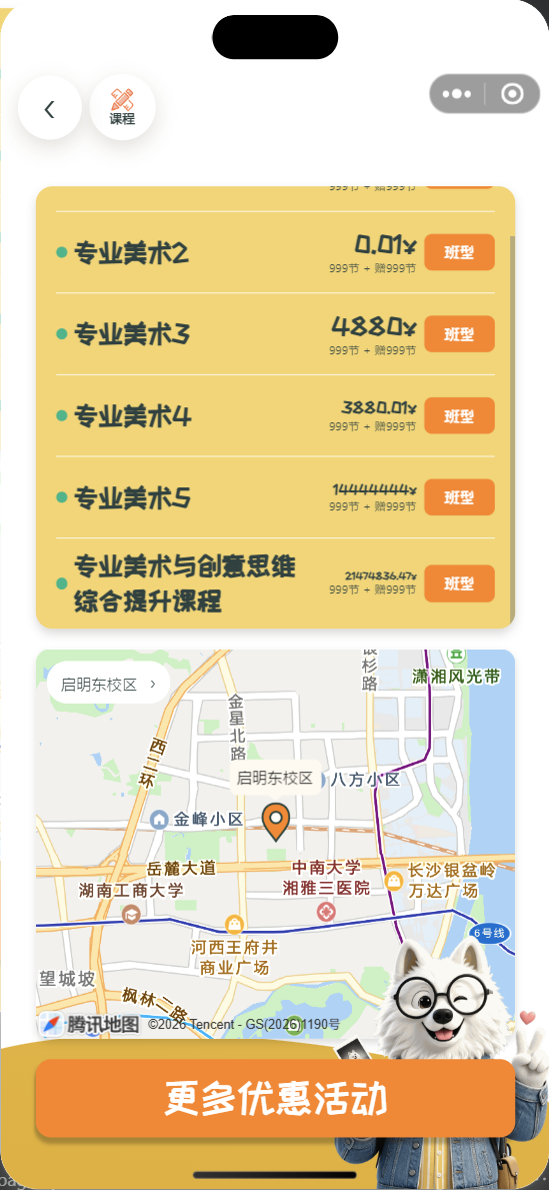 课程
999节 + 赠999节
专业美术2
0.01¥
班型
999节 + 赠999节
专业美术3
4880¥
班型
999节 + 赠999节
专业美术4
3880.01¥
班型
999节 + 赠999节
专业美术5
14444444¥
班型
999节 + 赠999节
专业美术与创意思维
综合提升课程
21474836.47¥
班型
999节 + 赠999节
启明东校区 ›
银杉路
潇湘风光带
金星北路
西二环
启明东校区
八方小区
金峰小区
岳麓大道
中南大学
湘雅三医院
长沙银盆岭
万达广场
湖南工商大学
6号线
河西王府井
商业广场
望城坡
枫林二路
腾讯地图
©2026 Tencent - GS(2026)1190号
更多优惠活动